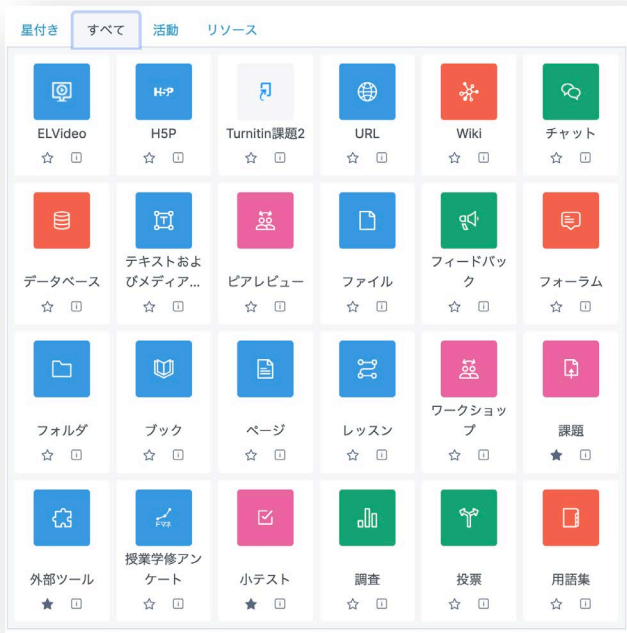 星付き すべて 活動 リソース
ELVideo H5P Turnitin課題2 URL Wiki チャット
データベース テキストおよびメディア... ピアレビュー ファイル フィードバック フォーラム
フォルダ ブック ページ レッスン ワークショップ 課題
外部ツール 授業学修アンケート 小テスト 調査 投票 用語集